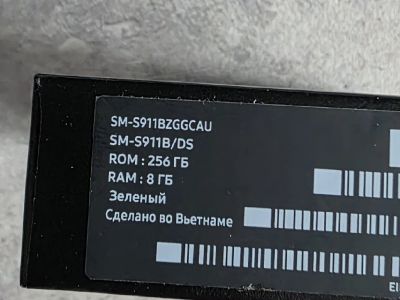 SM-S911BZGGCAU
SM-S911B/DS
ROM : 256 ГБ
RAM : 8 ГБ
Зеленый
Сделано во Вьетнаме